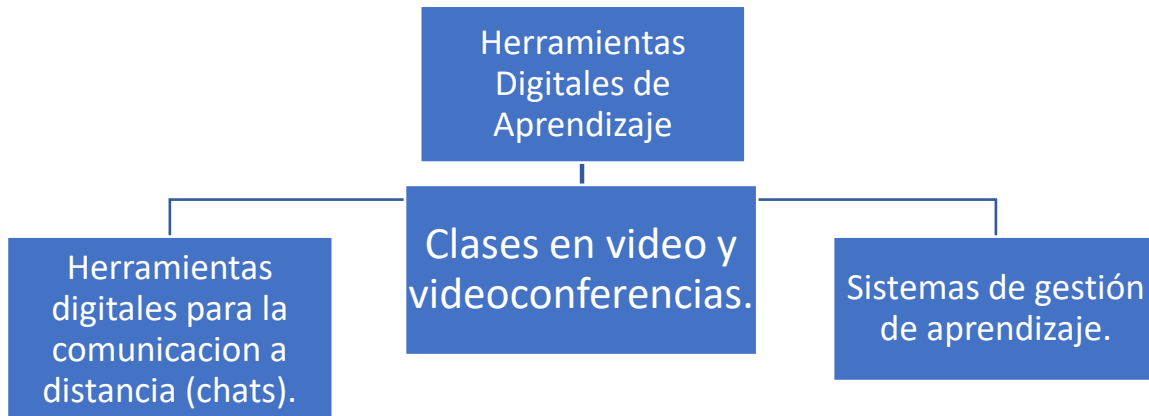 Herramientas
Digitales de
Aprendizaje
Herramientas
digitales para la
comunicacion a
distancia (chats).
Clases en video y
videoconferencias.
Sistemas de gestión
de aprendizaje.